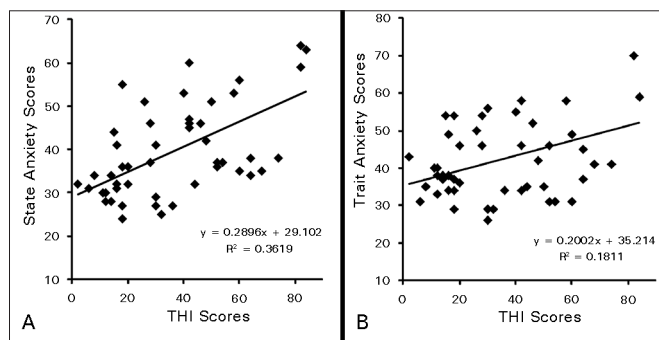 70
60
50
40
30
20
10
State Anxiety Scores
y = 0.2896x + 29.102
R² = 0.3619
0 20 40 60 80
THI Scores
A
80
70
60
50
40
30
20
10
Trait Anxiety Scores
y = 0.2002x + 35.214
R² = 0.1811
0 20 40 60 80
THI Scores
B